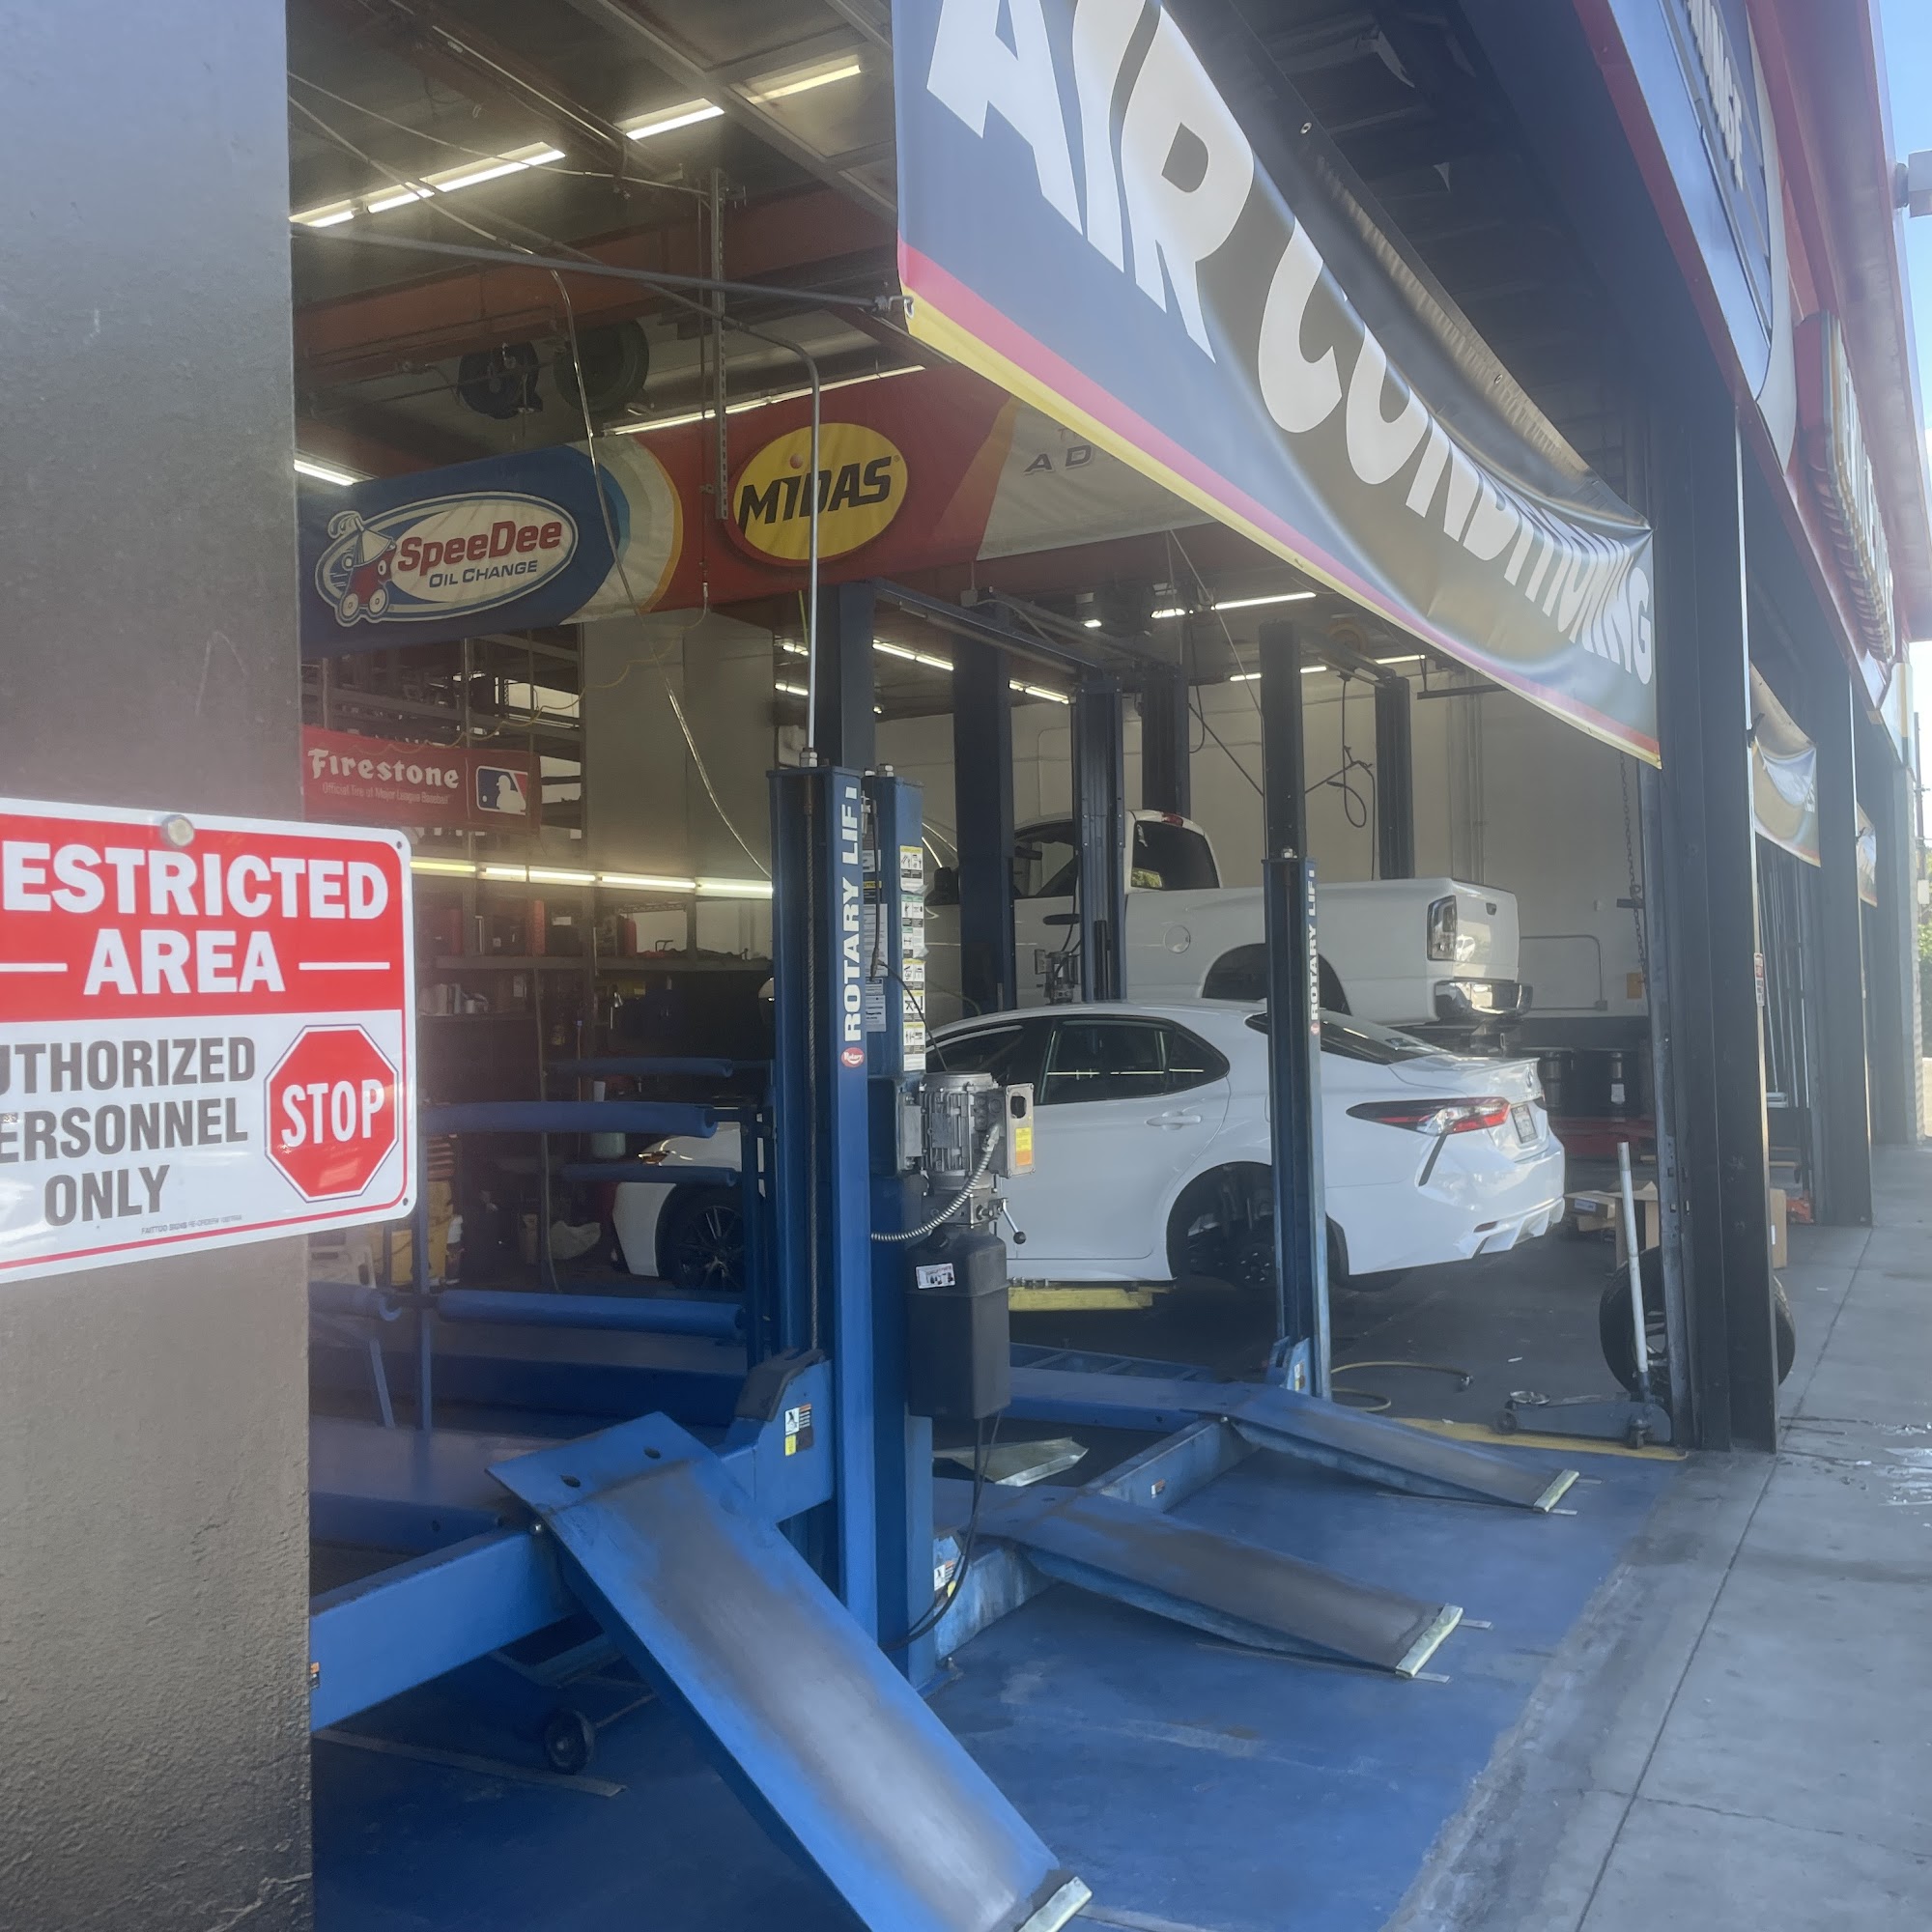 AIR CONDITIONING
SpeeDee
OIL CHANGE
MIDAS
AD
Firestone
Official Tire of Major League Baseball
ROTARY LIFT
ROTARY LIFT
ESTRICTED
AREA
UTHORIZED
ERSONNEL
ONLY
STOP